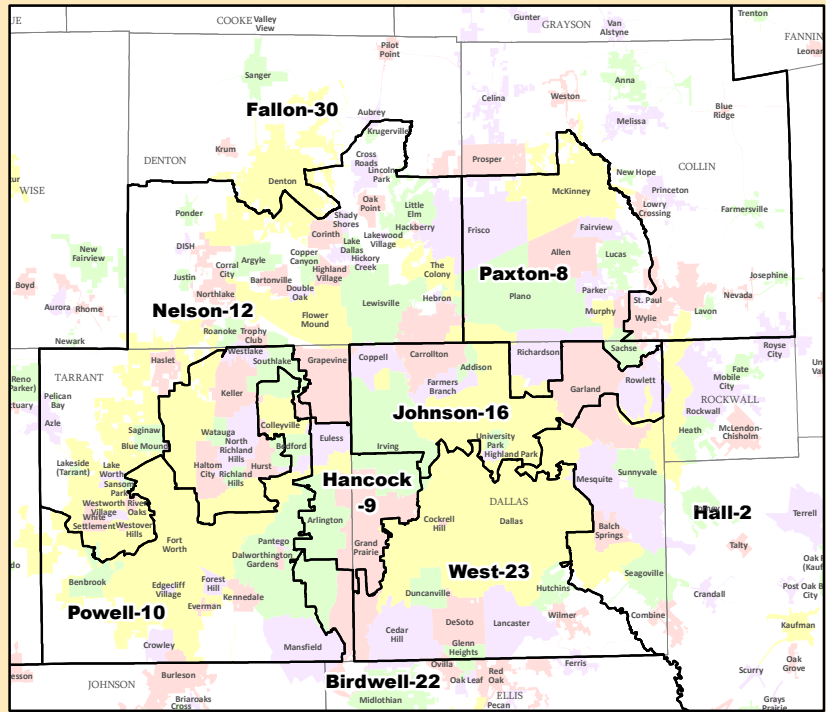 UE
COOKE
Valley
View
Gunter
GRAYSON
Van
Alstyne
Trenton
FANNIN
Leonar
Pilot
Point
Sanger
Anna
Celina
Weston
Blue
Ridge
Melissa
Fallon-30
Aubrey
Krugerville
Krum
Cross
Roads
Lincoln
Park
Prosper
DENTON
COLLIN
WISE
Denton
New Hope
Princeton
McKinney
Lowry
Crossing
Farmersville
Ponder
Oak
Point
Little
Elm
Shady
Shores
Hackberry
Corinth
Lakewood
Village
Lake
Dallas
Hickory
Creek
Frisco
Fairview
DISH
Argyle
Copper
Canyon
Corral
City
Highland
Village
Bartonville
Double
Oak
The
Colony
Allen
Lucas
New
Fairview
Justin
Northlake
Paxton-8
Plano
Parker
Murphy
St. Paul
Wylie
Josephine
Nevada
Lavon
Boyd
Aurora
Rhome
Lewisville
Hebron
Nelson-12
Flower
Mound
Roanoke
Trophy
Club
Newark
Westlake
Southlake
Haslet
Grapevine
Coppell
Carrollton
Addison
Richardson
Sachse
Royse
City
TARRANT
Reno
Parker)
ctuary
Pelican
Bay
Azle
Keller
Farmers
Branch
Garland
Rowlett
Fate
Mobile
City
ROCKWALL
Rockwall
McLendon-
Chisholm
Heath
Johnson-16
Colleyville
Watauga
North
Richland
Hills
Saginaw
Blue Mound
Bedford
Euless
Irving
University
Park
Highland Park
Lakeside
(Tarrant)
Lake
Worth
Sansom
Park
Haltom
City
Richland
Hills
Hurst
Hancock
-9
Mesquite
Sunnyvale
Westworth
Village
River
Oaks
White
Settlement
Westover
Hills
DALLAS
Dallas
Cockrell
Hill
Arlington
Hall-2
Terrell
Balch
Springs
Talty
Fort
Worth
Pantego
Dalworthington
Gardens
Grand
Prairie
West-23
Seagoville
Crandall
Post Oak B
City
Benbrook
Edgecliff
Village
Forest
Hill
Kennedale
Everman
Duncanville
Hutchins
Wilmer
Combine
Kaufman
Powell-10
Cedar
Hill
DeSoto
Lancaster
Glenn
Heights
Crowley
Mansfield
Ovilla
Ferris
Oak
Grove
Scurry
Burleson
JOHNSON
Briaroaks
Cross
Birdwell-22
Midlothian
Oak Leaf
Red
Oak
ELLIS
Pecan
Grays
Prairie